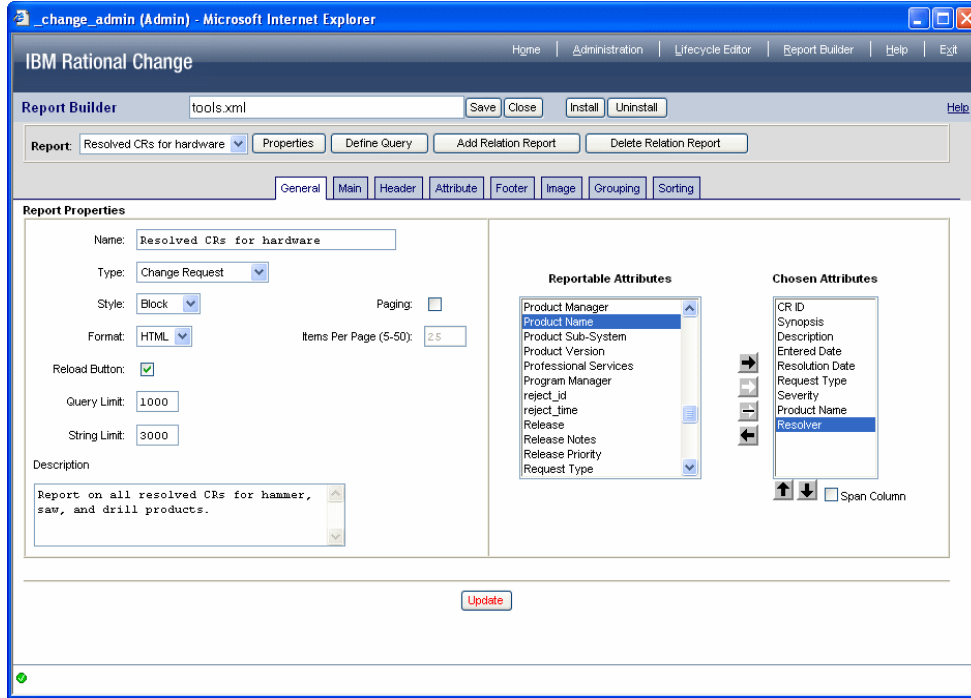 _change_admin (Admin) - Microsoft Internet Explorer
Home Administration Lifecycle Editor Report Builder Help Exit
IBM Rational Change
Report Builder tools.xml Save Close Install Uninstall Help
Report: Resolved CRs for hardware Properties Define Query Add Relation Report Delete Relation Report
General Main Header Attribute Footer Image Grouping Sorting
Report Properties
Name: Resolved CRs for hardware
Type: Change Request
Style: Block Paging:
Format: HTML Items Per Page (5-50): 25
Reload Button:
Query Limit: 1000
String Limit: 3000
Description
Report on all resolved CRs for hammer,
saw, and drill products.
Reportable Attributes
Product Manager
Product Name
Product Sub-System
Product Version
Professional Services
Program Manager
reject_id
reject_time
Release
Release Notes
Release Priority
Request Type
Chosen Attributes
CR ID
Synopsis
Description
Entered Date
Resolution Date
Request Type
Severity
Product Name
Resolver
Span Column
Update